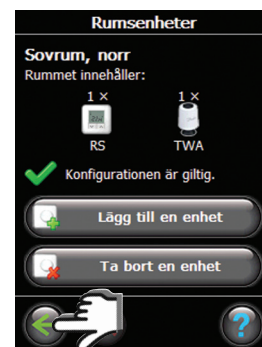 Rumsenheter
Sovrum, norr
Rummet innehåller:
1 × 1 ×
RS TWA
Konfigurationen är giltig.
Lägg till en enhet
Ta bort en enhet
?